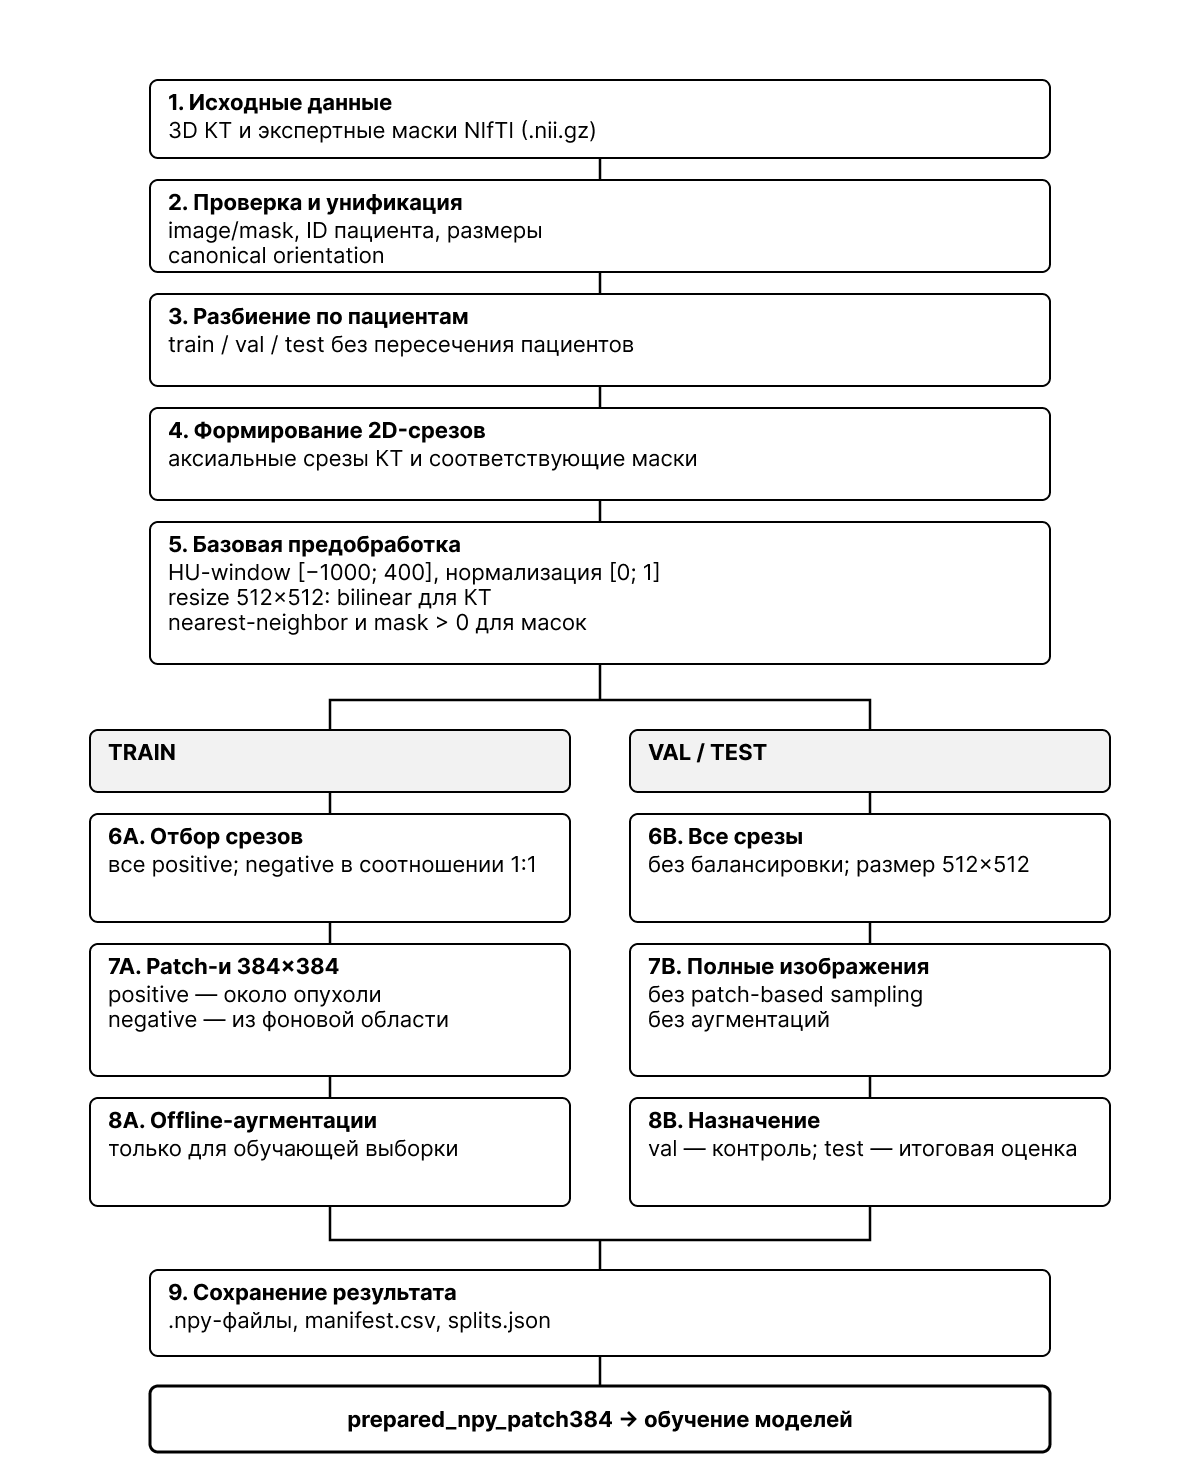 1. Исходные данные
3D КТ и экспертные маски NIfTI (.nii.gz)
2. Проверка и унификация
image/mask, ID пациента, размеры
canonical orientation
3. Разбиение по пациентам
train / val / test без пересечения пациентов
4. Формирование 2D-срезов
аксиальные срезы КТ и соответствующие маски
5. Базовая предобработка
HU-window [−1000; 400], нормализация [0; 1]
resize 512×512: bilinear для КТ
nearest-neighbor и mask > 0 для масок
TRAIN
6A. Отбор срезов
все positive; negative в соотношении 1:1
7A. Patch-и 384×384
positive — около опухоли
negative — из фоновой области
8A. Offline-аугментации
только для обучающей выборки
VAL / TEST
6B. Все срезы
без балансировки; размер 512×512
7B. Полные изображения
без patch-based sampling
без аугментаций
8B. Назначение
val — контроль; test — итоговая оценка
9. Сохранение результата
.npy-файлы, manifest.csv, splits.json
prepared_npy_patch384 → обучение моделей